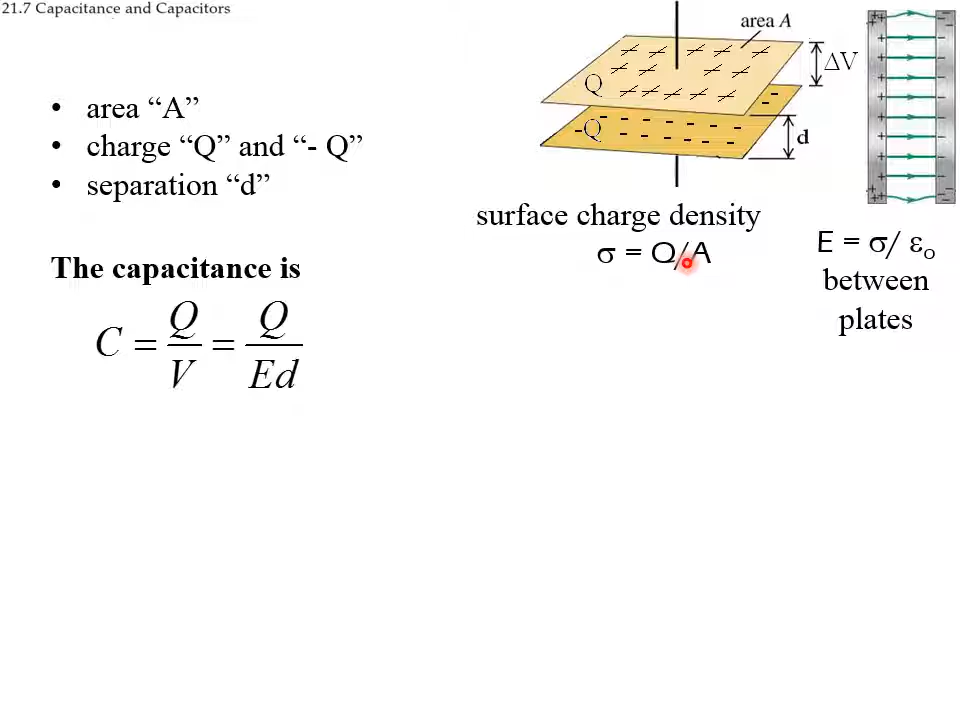 21.7 Capacitance and Capacitors
area A
ΔV
Q
-Q
d
• area “A”
• charge “Q” and “- Q”
• separation “d”
surface charge density
σ = Q/A
E = σ/ εo
between
plates
The capacitance is
C = Q/V = Q/Ed